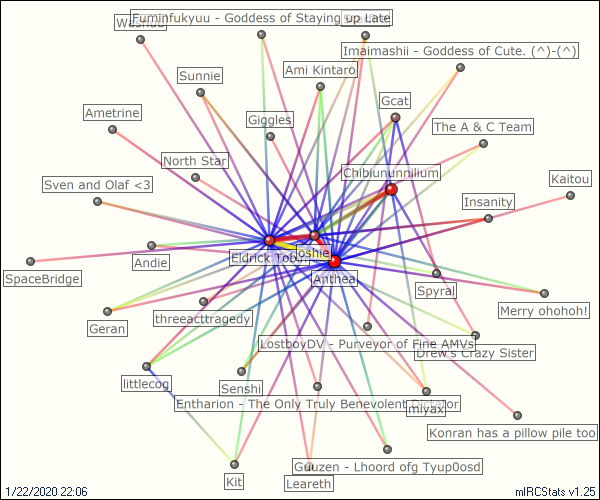 Fuminfukyuu - Goddess of Staying up Late
Imaimashii - Goddess of Cute. (^)-(^)
Sunnie
Ami Kintaro
Gcat
Ametrine
Giggles
The A & C Team
North Star
Chibiununnilium
Kaitou
Sven and Olaf <3
Insanity
Andie
Eldrick Tobin
Joshie
SpaceBridge
Anthea
Spyral
Merry ohohoh!
Geran
threeacttragedy
LostboyDV - Purveyor of Fine AMVs
Drew's Crazy Sister
littlecog
Senshi
Entharion - The Only Truly Benevolent Dictator
miyax
Konran has a pillow pile too
Guuzen - Lhoord ofg Tyup0osd
Kit
Leareth
1/22/2020 22:06
mIRCStats v1.25